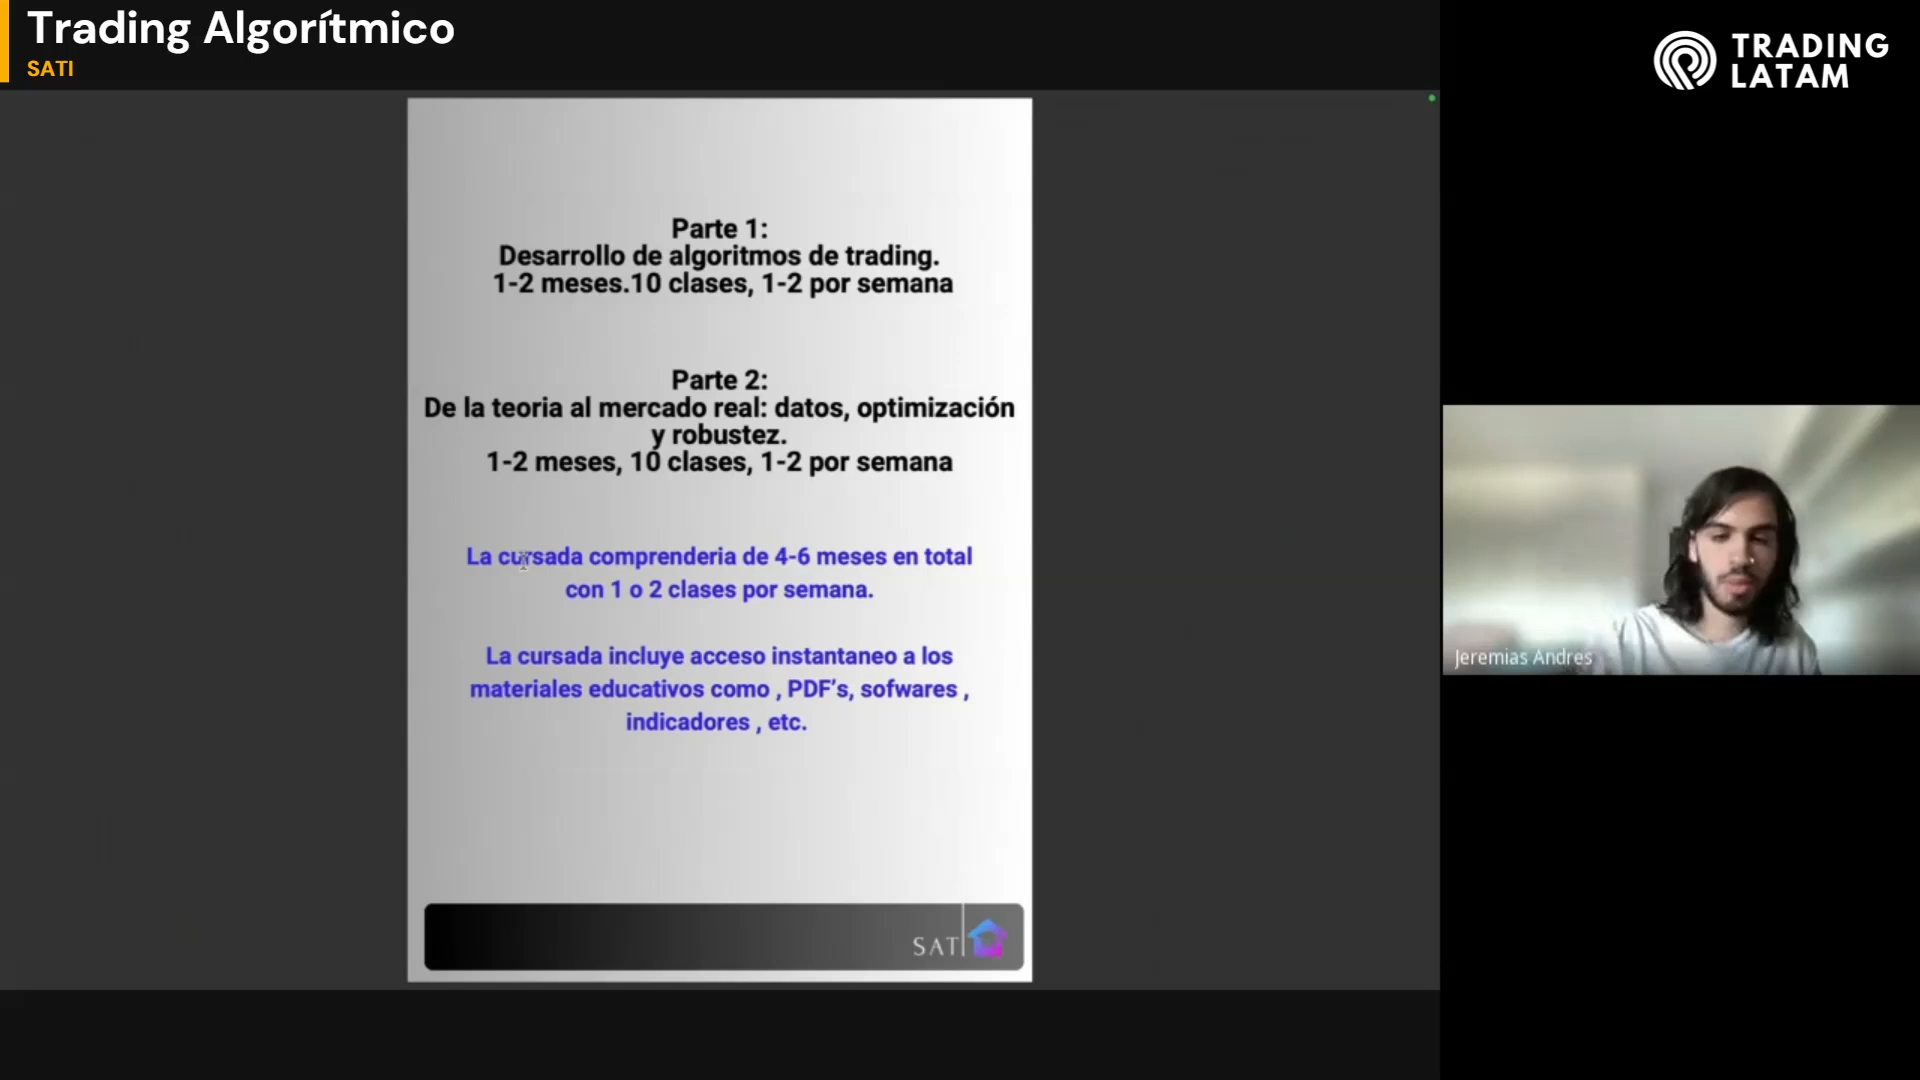 Trading Algorítmico
SATI
TRADING
LATAM
Parte 1:
Desarrollo de algoritmos de trading.
1-2 meses.10 clases, 1-2 por semana
Parte 2:
De la teoria al mercado real: datos, optimización
y robustez.
1-2 meses, 10 clases, 1-2 por semana
La cursada comprenderia de 4-6 meses en total
con 1 o 2 clases por semana.
La cursada incluye acceso instantaneo a los
materiales educativos como , PDF’s, sofwares ,
indicadores , etc.
SATI
Jeremias Andres